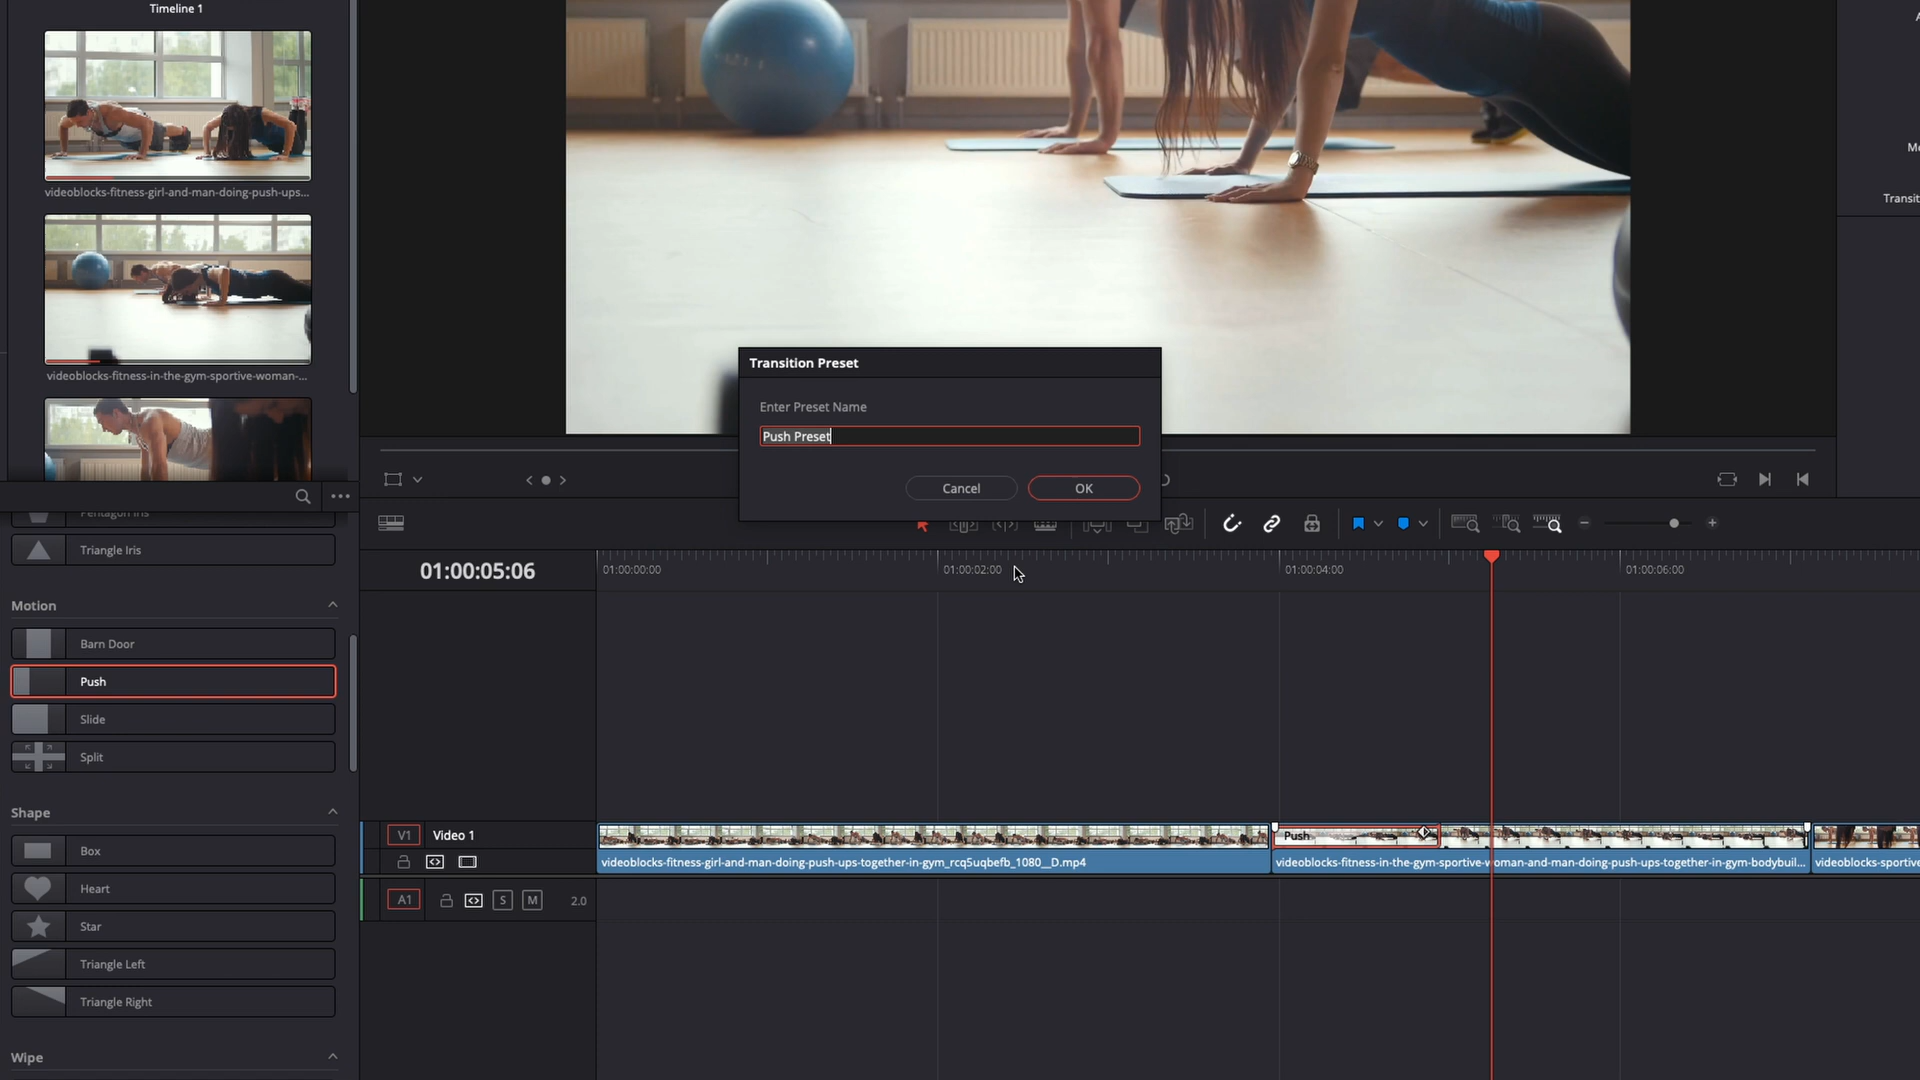 Timeline 1
videoblocks-fitness-girl-and-man-doing-push-ups...
videoblocks-fitness-in-the-gym-sportive-woman-...
Transition Preset
Enter Preset Name
Push Preset
Cancel
OK
Pentagon Iris
Triangle Iris
Motion
Barn Door
Push
Slide
Split
Shape
Box
Heart
Star
Triangle Left
Triangle Right
Wipe
01:00:05:06
01:00:00:00
01:00:02:00
01:00:04:00
01:00:06:00
V1
Video 1
Push
videoblocks-fitness-girl-and-man-doing-push-ups-together-in-gym_rcq5uqbefb_1080__D.mp4
videoblocks-fitness-in-the-gym-sportive-woman-and-man-doing-push-ups-together-in-gym-bodybuil...
videoblocks-sportive
A1
S
M
2.0
Transit